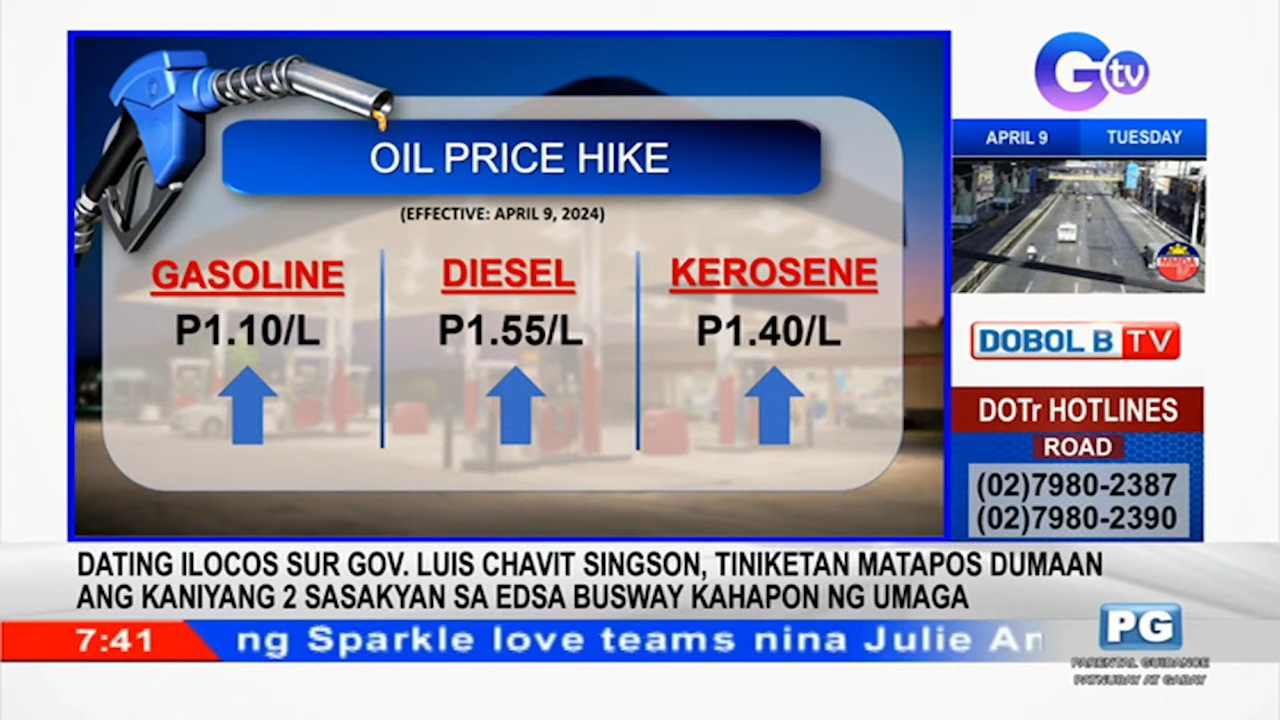 Gtv
APRIL 9 TUESDAY
OIL PRICE HIKE
(EFFECTIVE: APRIL 9, 2024)
GASOLINE DIESEL KEROSENE
P1.10/L P1.55/L P1.40/L
MMDA
DOBOL B TV
DOTr HOTLINES
ROAD
(02)7980-2387
(02)7980-2390
DATING ILOCOS SUR GOV. LUIS CHAVIT SINGSON, TINIKETAN MATAPOS DUMAAN
ANG KANIYANG 2 SASAKYAN SA EDSA BUSWAY KAHAPON NG UMAGA
7:41 ng Sparkle love teams nina Julie An
PG
PARENTAL GUIDANCE
PATNUBAY AT GABAY